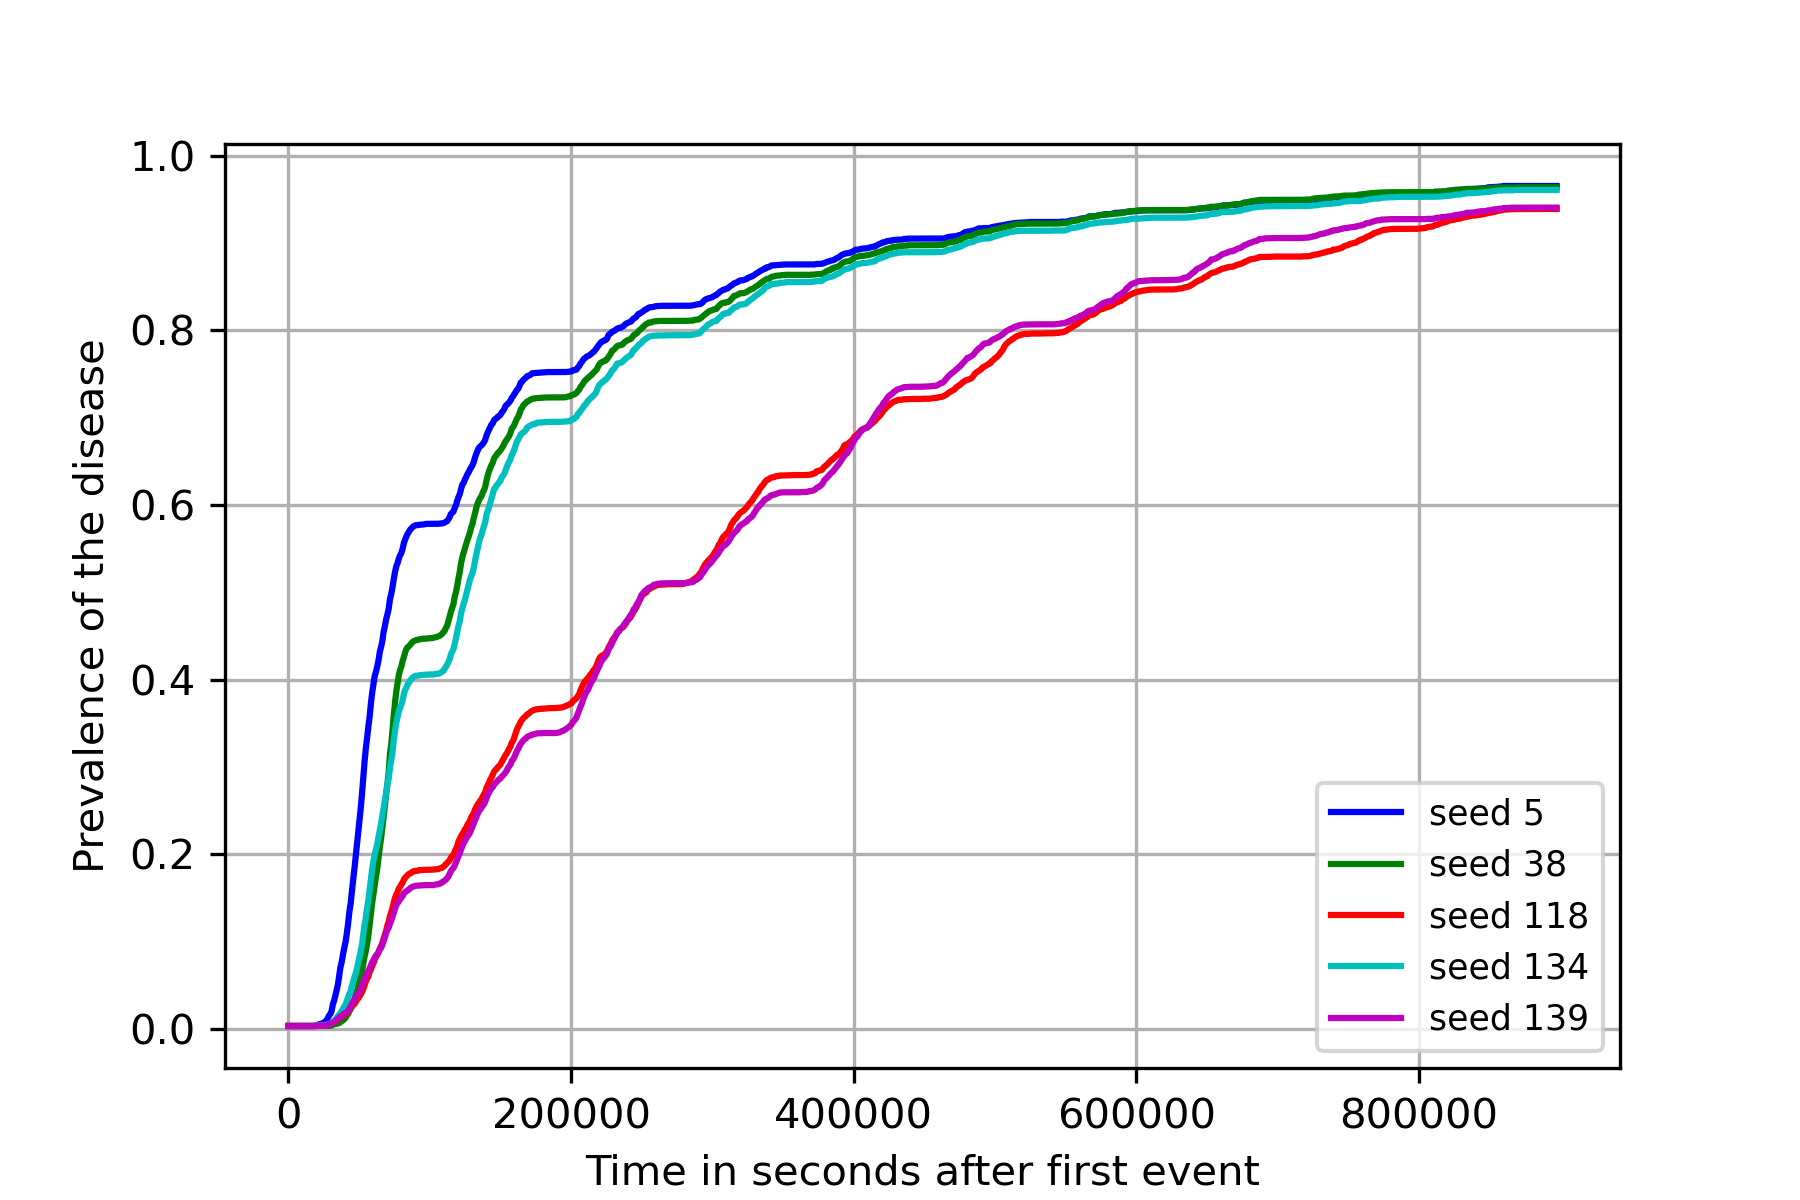 1.0
0.8
0.6
0.4
0.2
0.0
Prevalence of the disease
seed 5
seed 38
seed 118
seed 134
seed 139
0 200000 400000 600000 800000
Time in seconds after first event